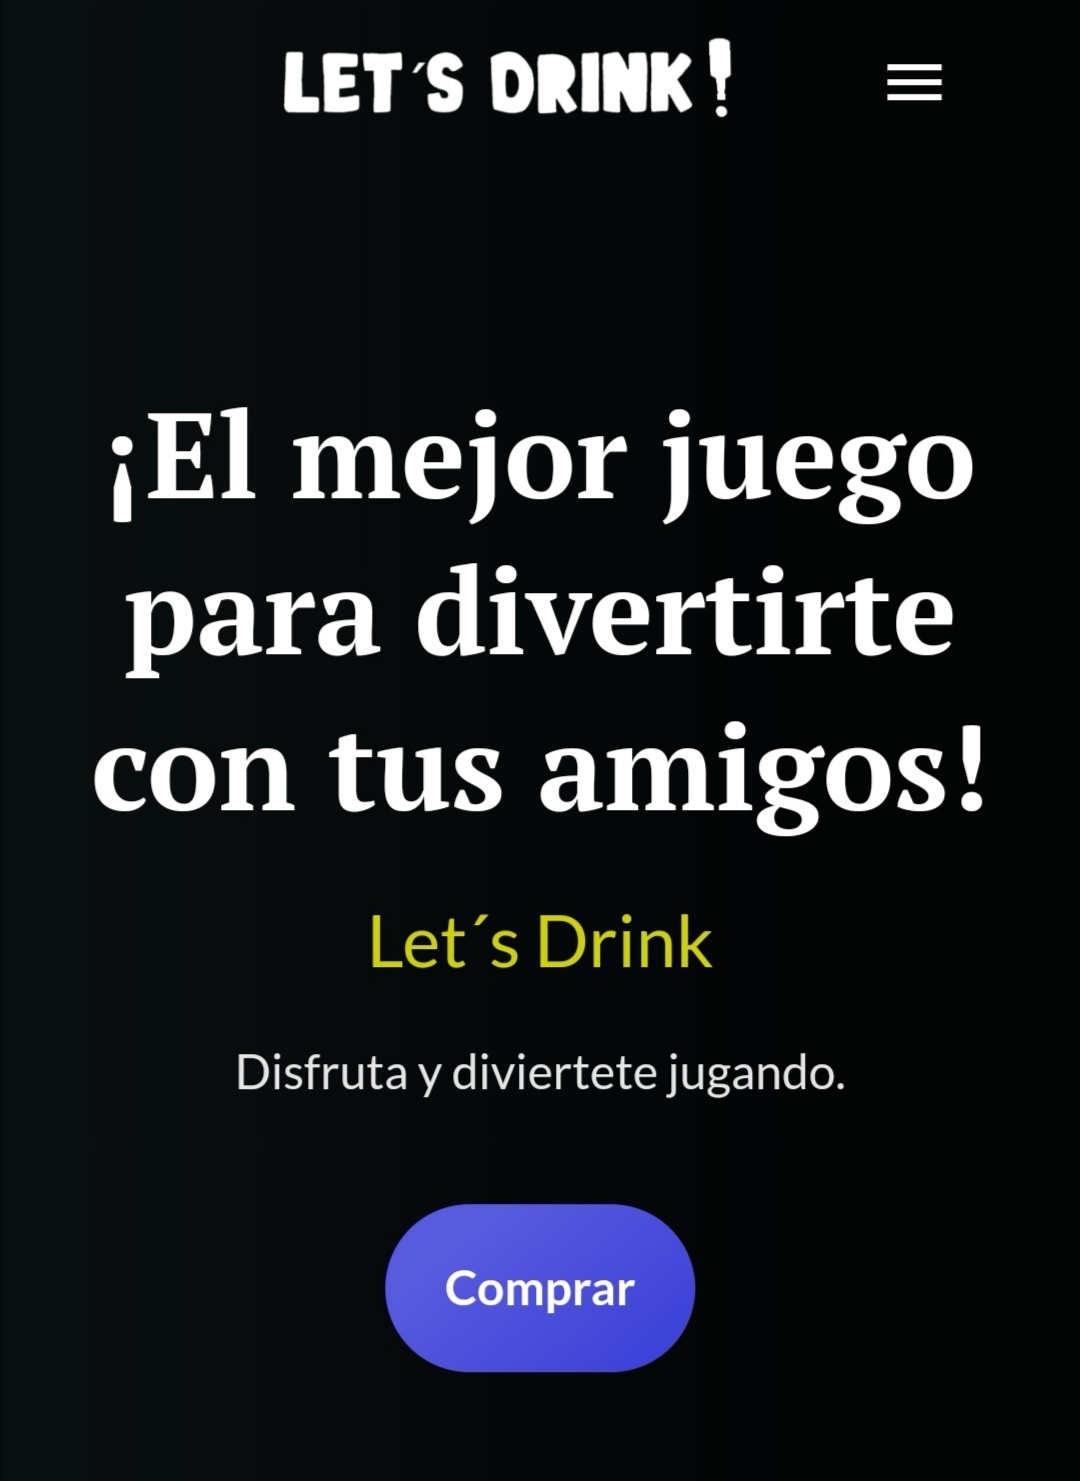 LET´S DRINK!
¡El mejor juego
para divertirte
con tus amigos!
Let´s Drink
Disfruta y diviertete jugando.
Comprar